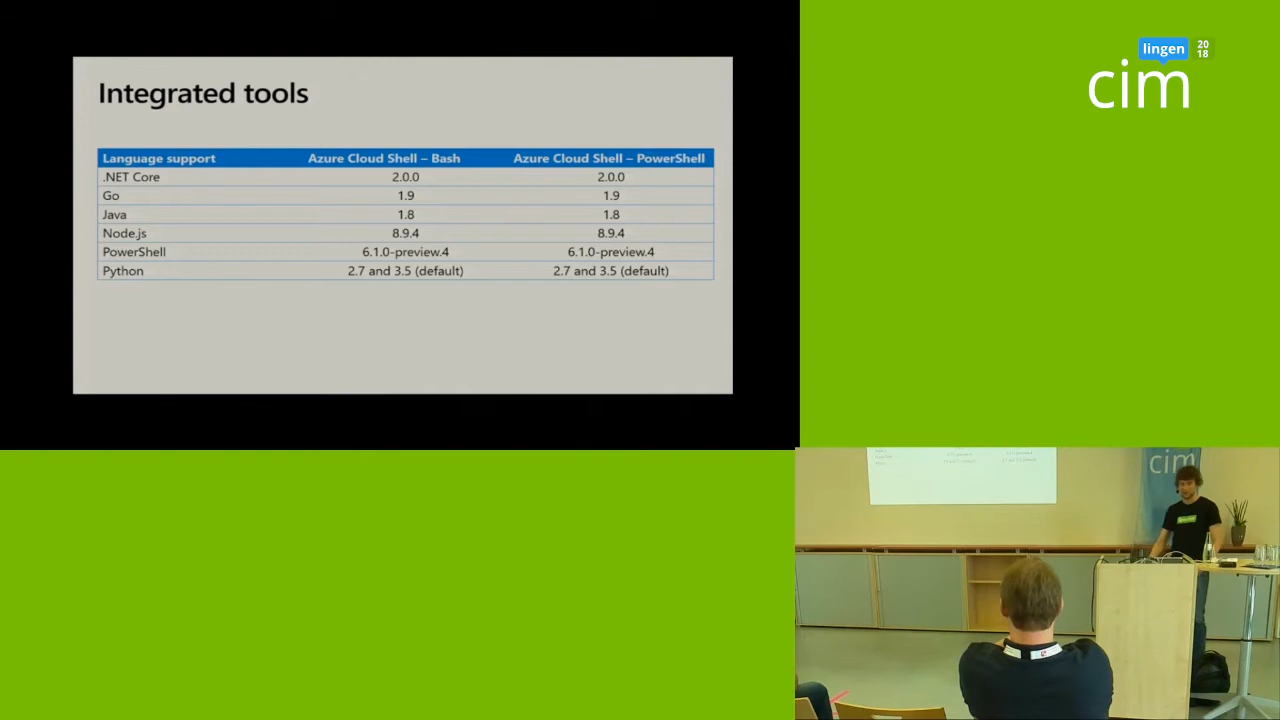 Integrated tools
Language support Azure Cloud Shell – Bash Azure Cloud Shell – PowerShell
.NET Core 2.0.0 2.0.0
Go 1.9 1.9
Java 1.8 1.8
Node.js 8.9.4 8.9.4
PowerShell 6.1.0-preview.4 6.1.0-preview.4
Python 2.7 and 3.5 (default) 2.7 and 3.5 (default)
lingen 20
18
cim
cim